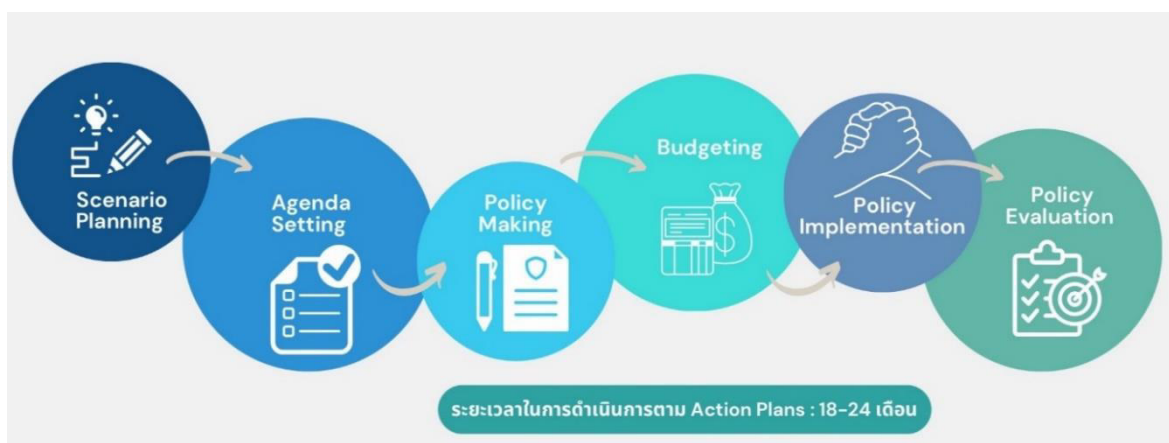 Scenario
Planning
Agenda
Setting
Policy
Making
Budgeting
Policy
Implementation
Policy
Evaluation
ระยะเวลาในการดำเนินการตาม Action Plans : 18-24 เดือน